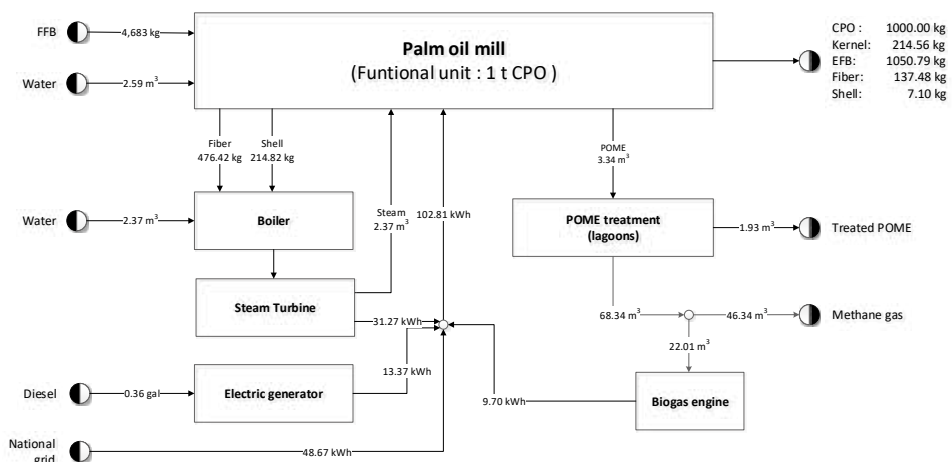 FFB
4,683 kg
Water
2.59 m³
Palm oil mill
(Funtional unit : 1 t CPO )
CPO : 1000.00 kg
Kernel: 214.56 kg
EFB: 1050.79 kg
Fiber: 137.48 kg
Shell: 7.10 kg
Fiber
476.42 kg
Shell
214.82 kg
Steam
2.37 m³
102.81 kWh
POME
3.34 m³
Water
2.37 m³
Boiler
POME treatment
(lagoons)
1.93 m³
Treated POME
Steam Turbine
31.27 kWh
68.34 m³
46.34 m³
Methane gas
22.01 m³
Diesel
0.36 gal
Electric generator
13.37 kWh
9.70 kWh
Biogas engine
National
grid
48.67 kWh